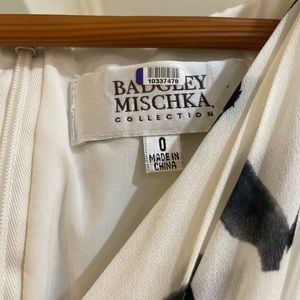 10337478
BADGLEY
MISCHKA
COLLECTION
0
MADE IN
CHINA